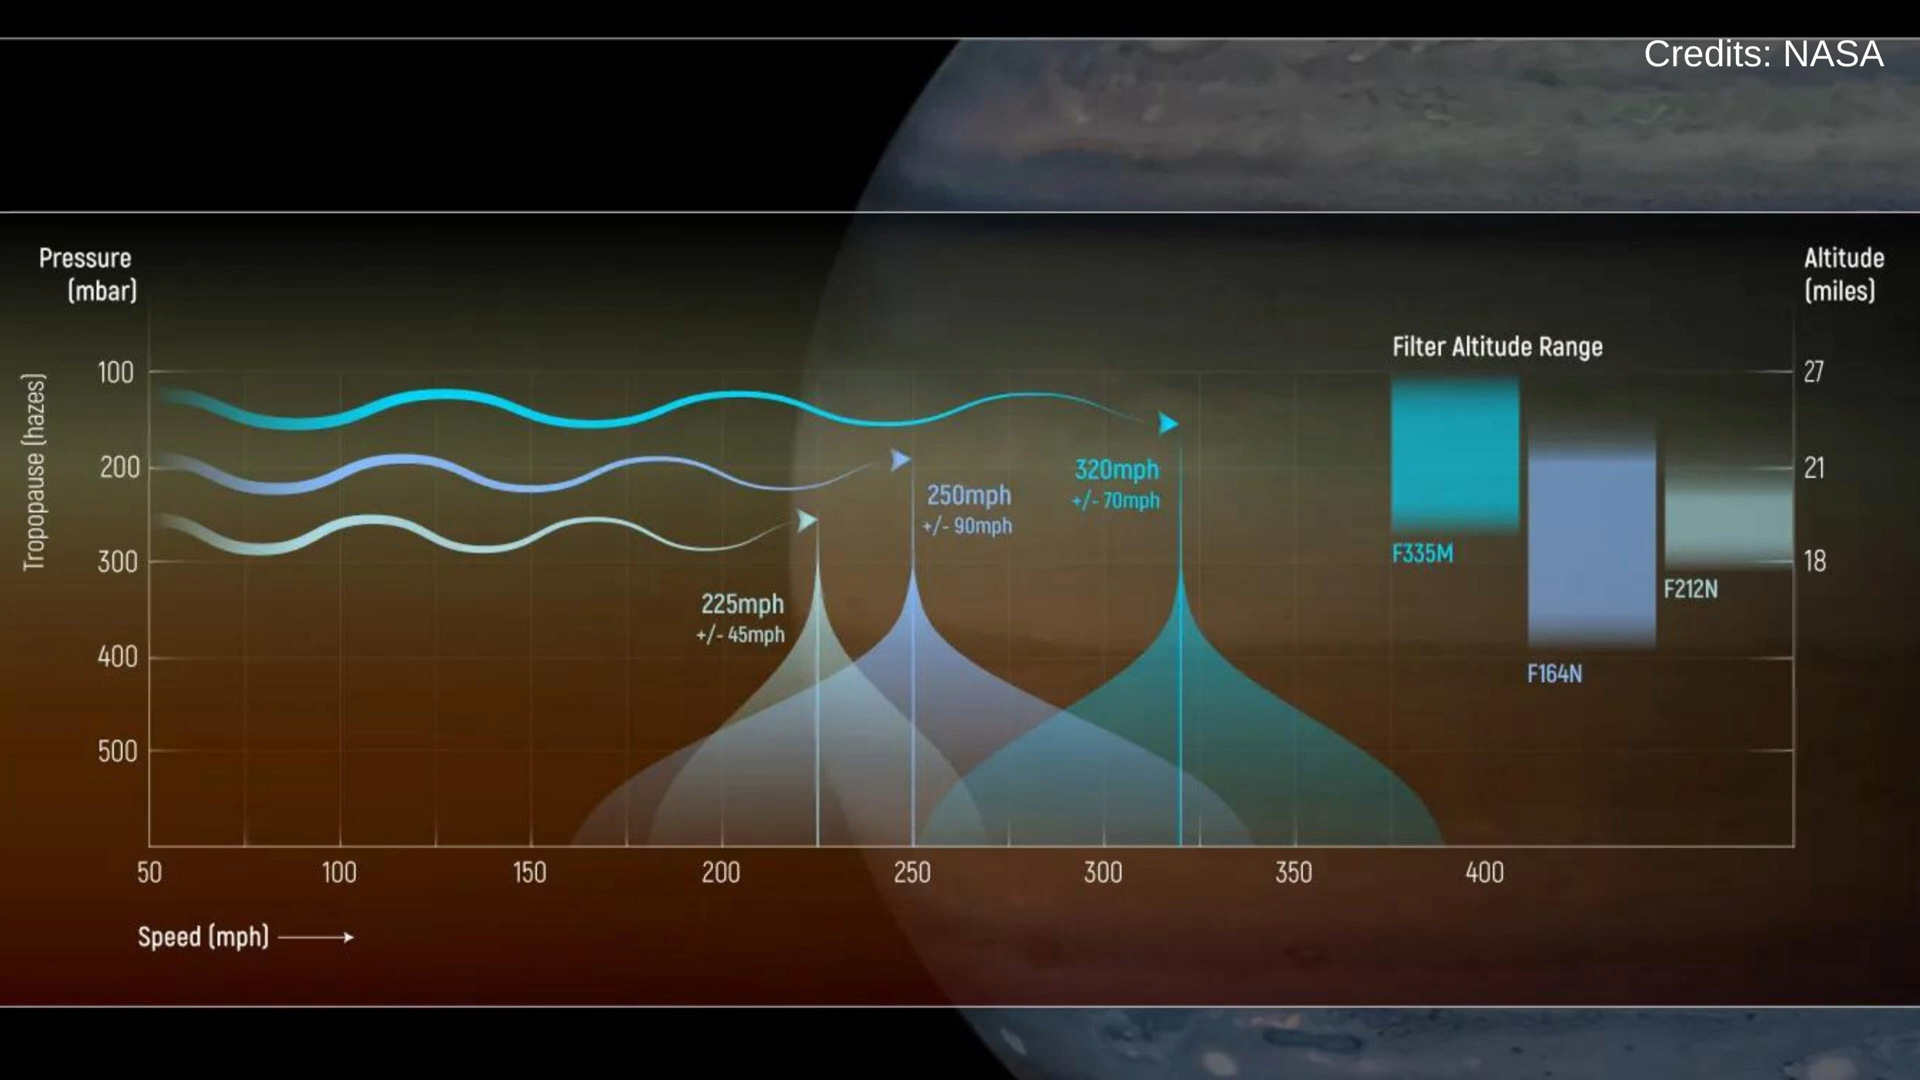 Credits: NASA
Pressure
(mbar)
Altitude
(miles)
Filter Altitude Range
Tropopause (hazes)
100
200
300
400
500
27
21
18
320mph
+/- 70mph
250mph
+/- 90mph
225mph
+/- 45mph
F335M
F212N
F164N
50
100
150
200
250
300
350
400
Speed (mph)